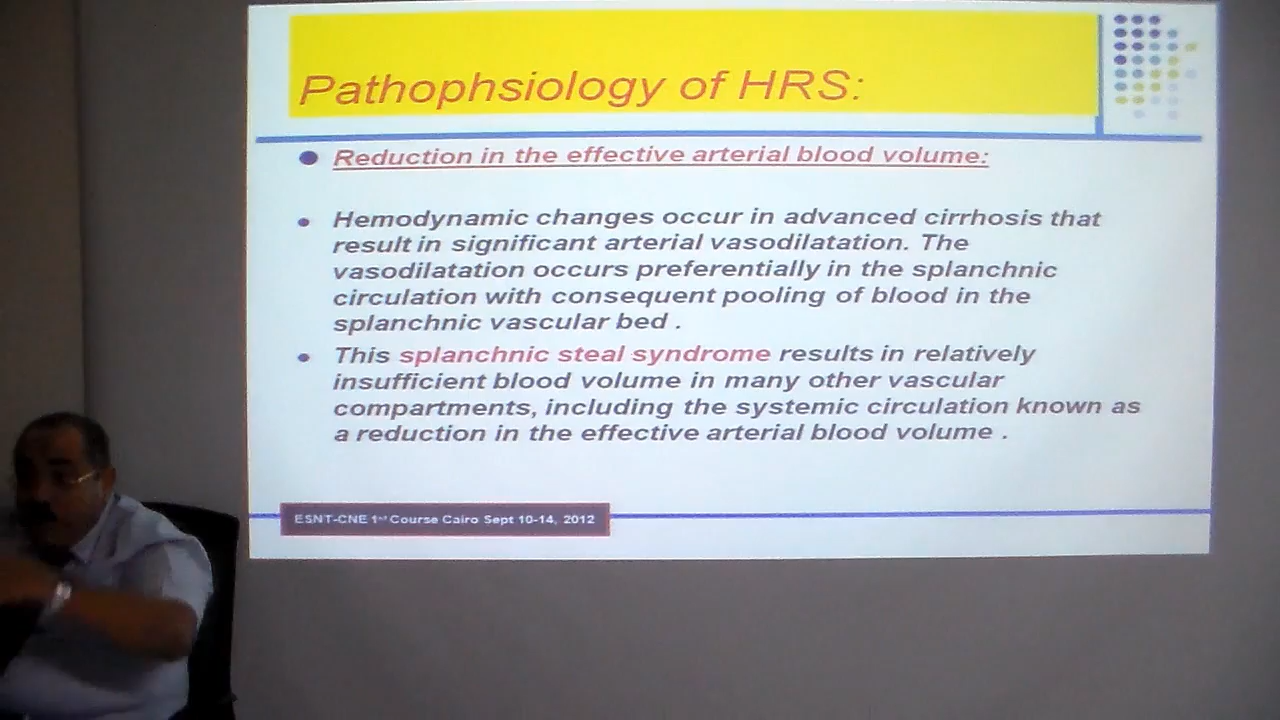 Pathophsiology of HRS:
Reduction in the effective arterial blood volume:
Hemodynamic changes occur in advanced cirrhosis that
result in significant arterial vasodilatation. The
vasodilatation occurs preferentially in the splanchnic
circulation with consequent pooling of blood in the
splanchnic vascular bed .
This splanchnic steal syndrome results in relatively
insufficient blood volume in many other vascular
compartments, including the systemic circulation known as
a reduction in the effective arterial blood volume .
ESNT-CNE 1st Course Cairo Sept 10-14, 2012